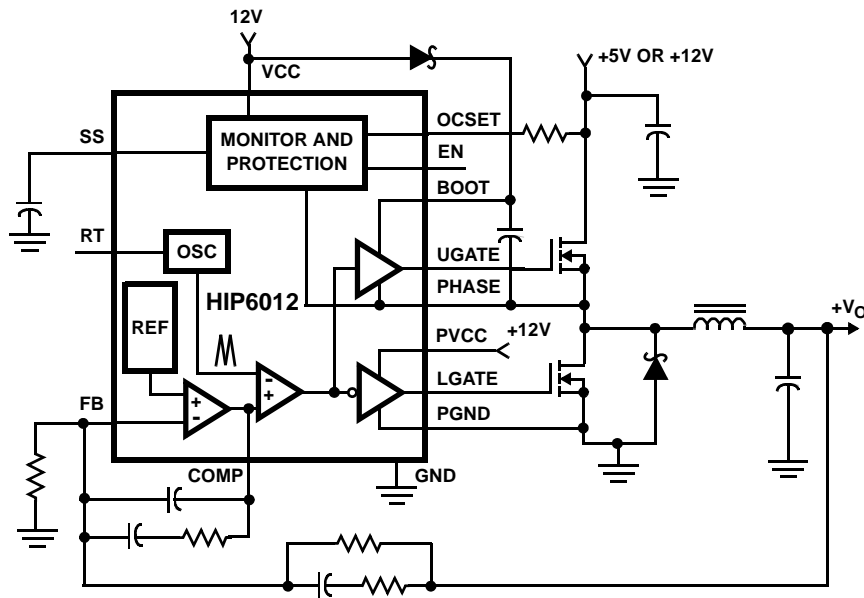 12V
VCC
+5V OR +12V
SS
MONITOR AND
PROTECTION
OCSET
EN
BOOT
RT
OSC
UGATE
HIP6012
PHASE
REF
+VO
PVCC
+12V
LGATE
FB
+
-
-
+
PGND
COMP
GND